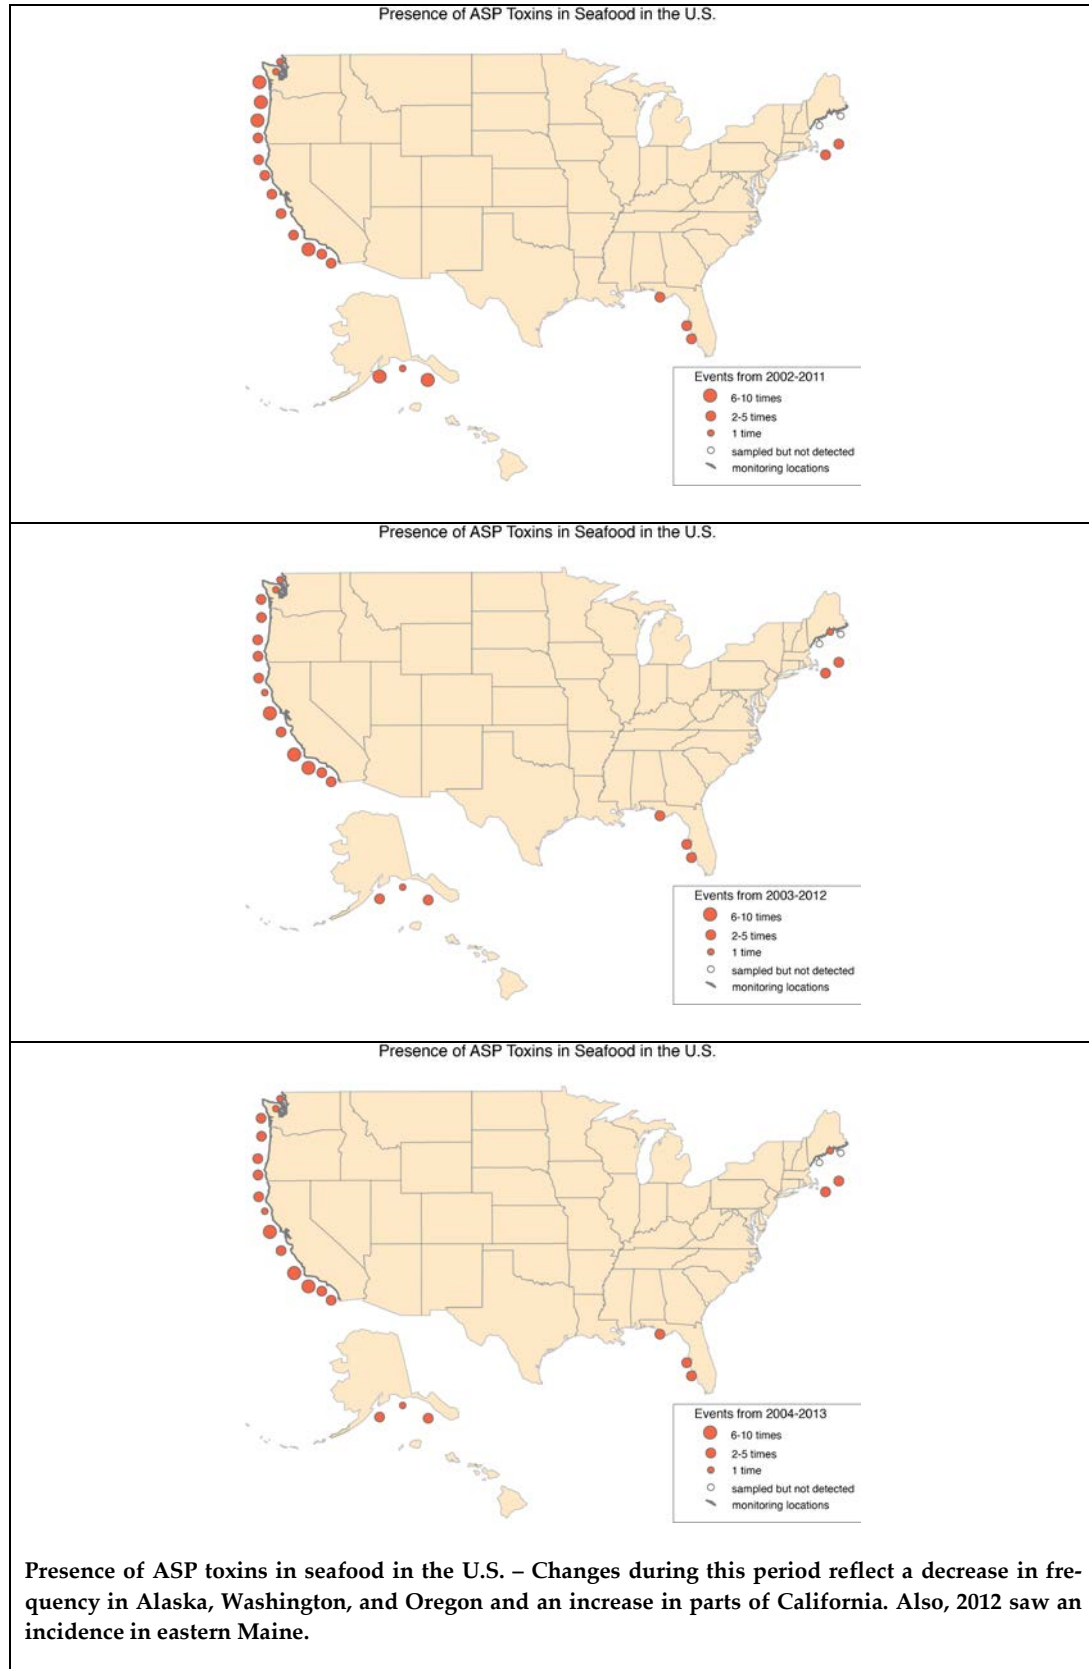 Presence of ASP Toxins in Seafood in the U.S.
Events from 2002-2011
6-10 times
2-5 times
1 time
sampled but not detected
monitoring locations
Presence of ASP Toxins in Seafood in the U.S.
Events from 2003-2012
6-10 times
2-5 times
1 time
sampled but not detected
monitoring locations
Presence of ASP Toxins in Seafood in the U.S.
Events from 2004-2013
6-10 times
2-5 times
1 time
sampled but not detected
monitoring locations
Presence of ASP toxins in seafood in the U.S. – Changes during this period reflect a decrease in fre-
quency in Alaska, Washington, and Oregon and an increase in parts of California. Also, 2012 saw an
incidence in eastern Maine.